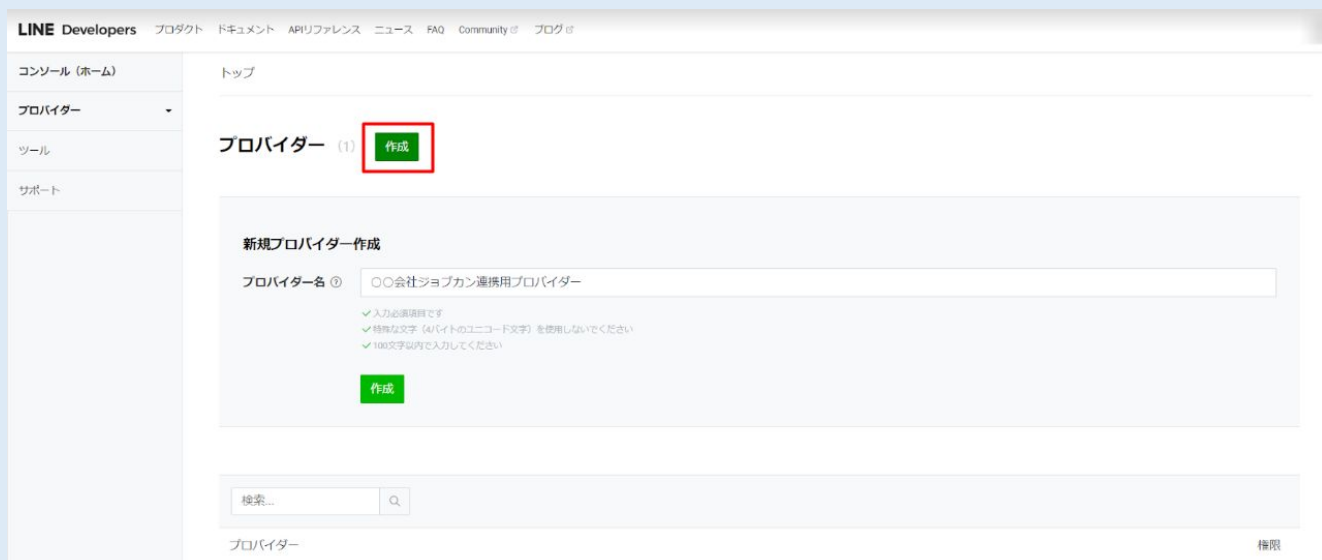 LINE Developers プロダクト ドキュメント APIリファレンス ニュース FAQ Community ブログ
コンソール（ホーム）
トップ
プロバイダー
ツール
サポート
プロバイダー (1) 作成
新規プロバイダー作成
プロバイダー名 ? ○○会社ジョブカン連携用プロバイダー
入力必須項目です
特殊な文字（4バイトのユニコード文字）を使用しないでください
100文字以内で入力してください
作成
検索...
プロバイダー 権限